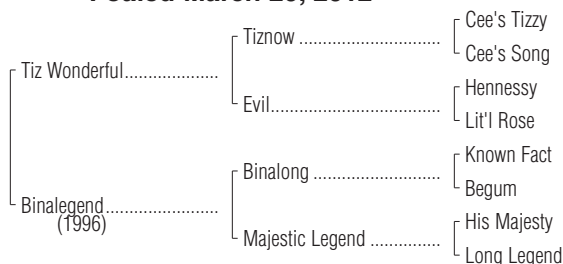 Cee's Tizzy
Tiznow
Cee's Song
Tiz Wonderful
Hennessy
Evil
Lit'l Rose
Known Fact
Binalong
Begum
Binalegend
(1996)
His Majesty
Majestic Legend
Long Legend